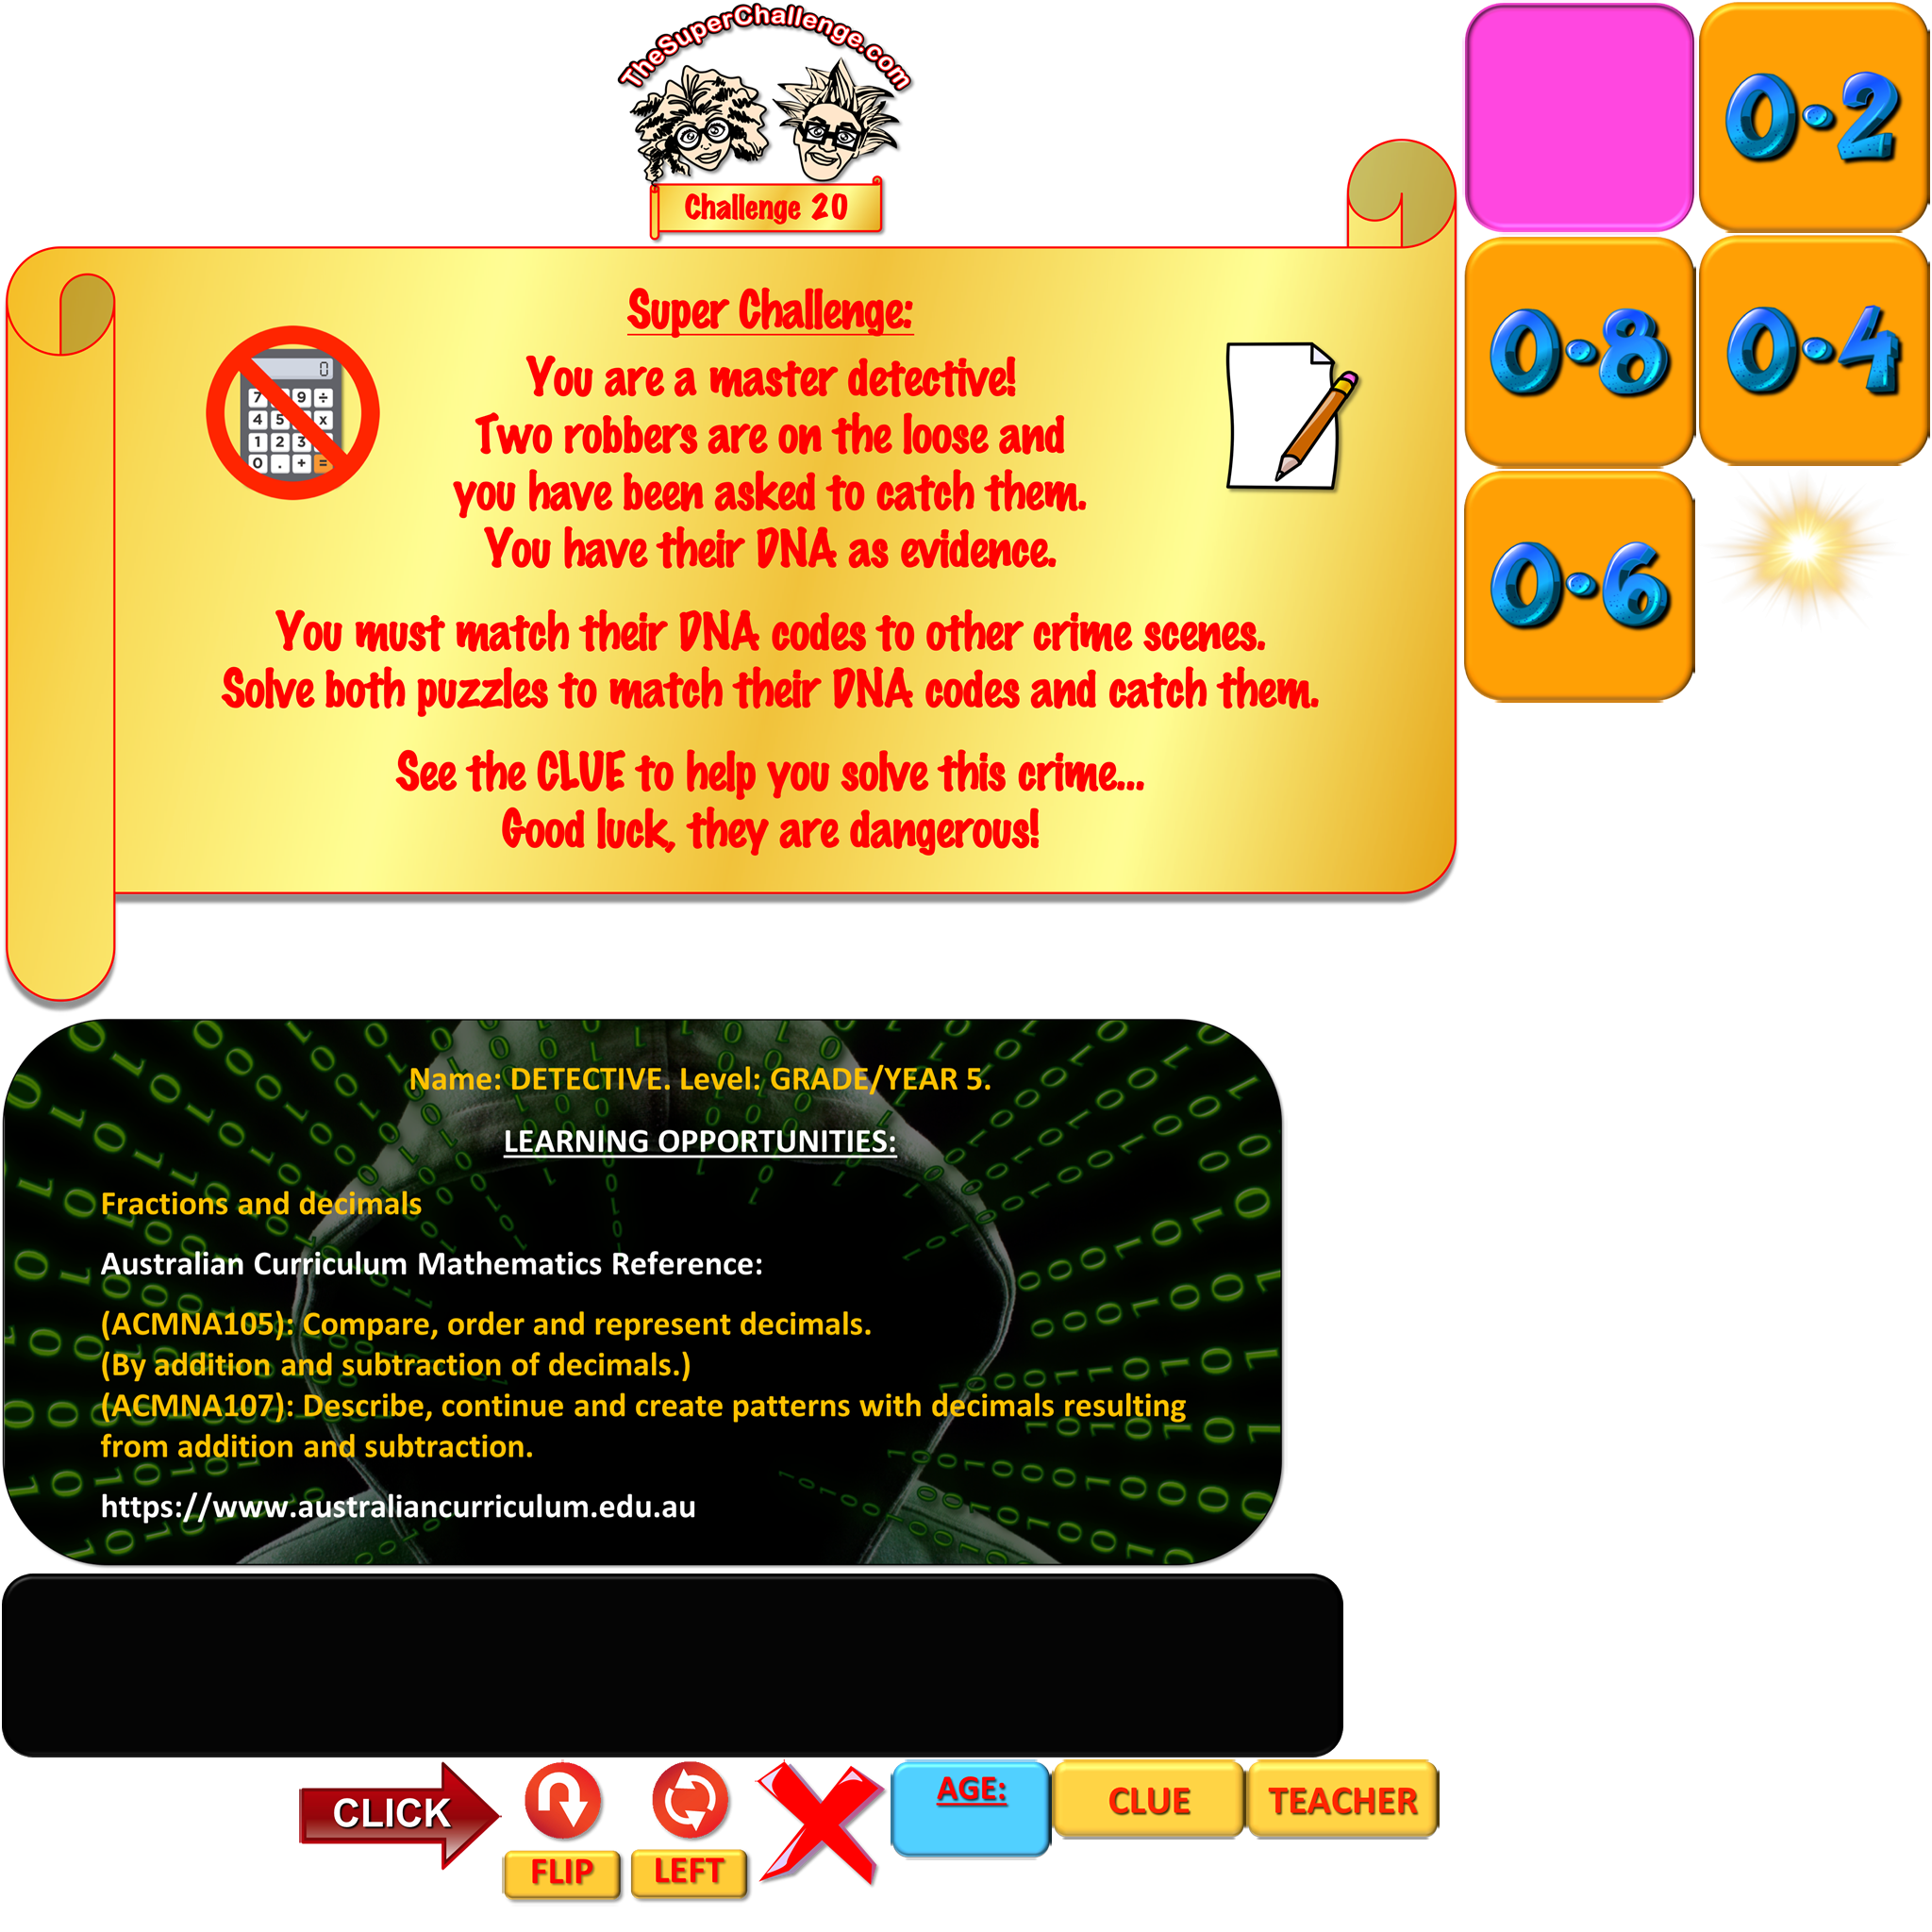 TheSuperChallenge.com
Challenge 20
Super Challenge:
You are a master detective!
Two robbers are on the loose and
you have been asked to catch them.
You have their DNA as evidence.
You must match their DNA codes to other crime scenes.
Solve both puzzles to match their DNA codes and catch them.
See the CLUE to help you solve this crime...
Good luck, they are dangerous!
0·2
0·8
0·4
0·6
Name: DETECTIVE. Level: GRADE/YEAR 5.
LEARNING OPPORTUNITIES:
Fractions and decimals
Australian Curriculum Mathematics Reference:
(ACMNA105): Compare, order and represent decimals.
(By addition and subtraction of decimals.)
(ACMNA107): Describe, continue and create patterns with decimals resulting
from addition and subtraction.
https://www.australiancurriculum.edu.au
CLICK
FLIP
LEFT
AGE:
CLUE
TEACHER